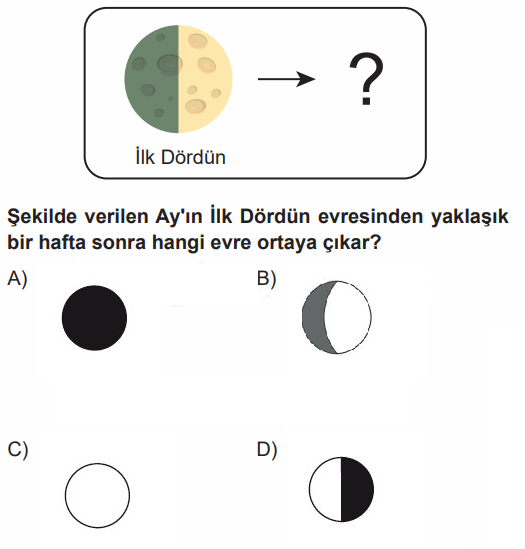 ?
İlk Dördün
Şekilde verilen Ay'ın İlk Dördün evresinden yaklaşık
bir hafta sonra hangi evre ortaya çıkar?
A)
B)
C)
D)